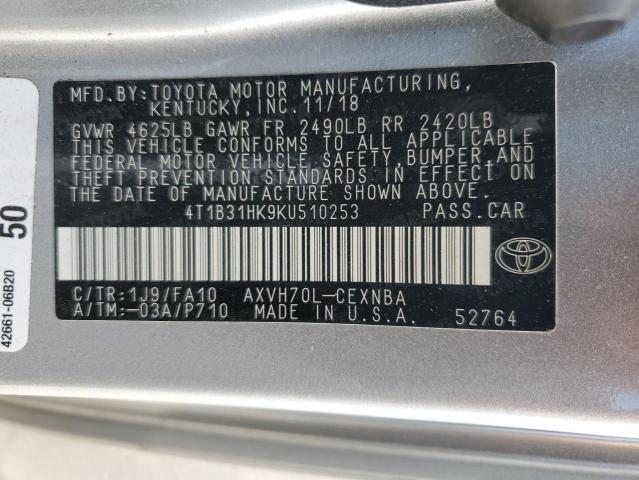 MFD.BY:TOYOTA MOTOR MANUFACTURING,
KENTUCKY,INC.11/18
GVWR 4625LB GAWR FR 2490LB RR 2420LB
THIS VEHICLE CONFORMS TO ALL APPLICABLE
FEDERAL MOTOR VEHICLE SAFETY,BUMPER,AND
THEFT PREVENTION STANDARDS IN EFFECT ON
THE DATE OF MANUFACTURE SHOWN ABOVE.
4T1B31HK9KU510253 PASS.CAR
C/TR:1J9/FA10 AXVH70L-CEXNBA
A/TM:-03A/P710 MADE IN U.S.A. 52764
50
42661-06B20